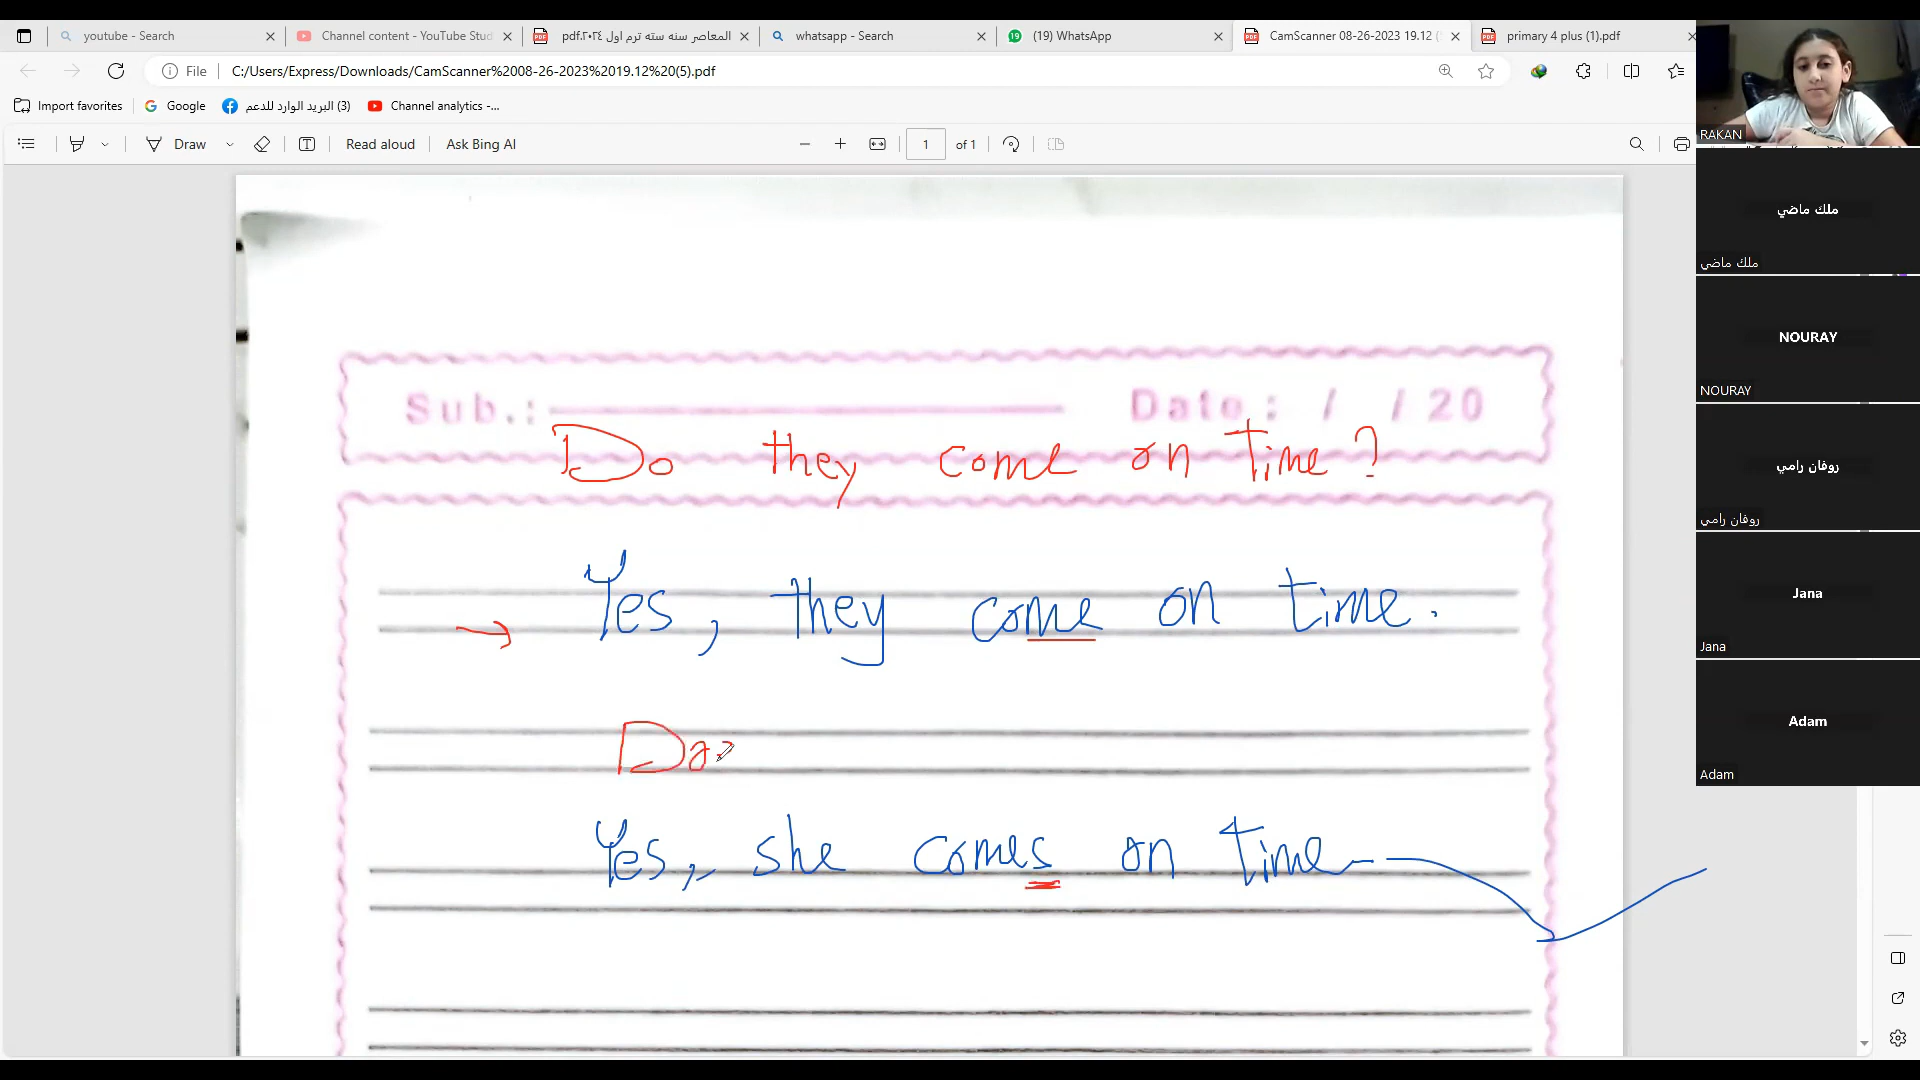 youtube - Search
Channel content - YouTube Stud
المعاصر سنه سته ترم اول ٢٠٢٤.pdf
whatsapp - Search
(19) WhatsApp
CamScanner 08-26-2023 19.12 (
primary 4 plus (1).pdf
File C:/Users/Express/Downloads/CamScanner%2008-26-2023%2019.12%20(5).pdf
Import favorites
Google
(3) البريد الوارد للدعم
Channel analytics -...
Draw
Read aloud
Ask Bing AI
1 of 1
RAKAN
ملك ماضي
ملك ماضي
NOURAY
NOURAY
روفان رامي
روفان رامي
Jana
Jana
Adam
Adam
Sub.: Date : / / 20
Do they come on time?
Yes, they come on time.
Yes, she comes on time